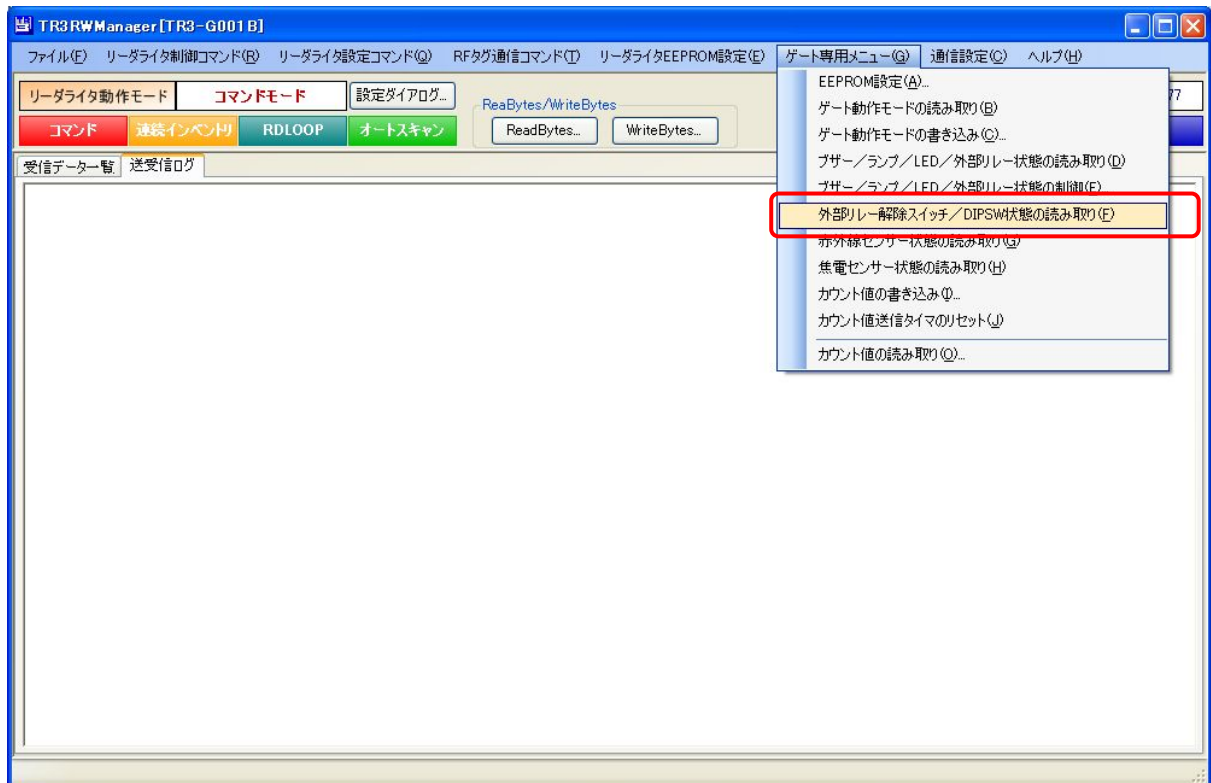 TR3RWManager[TR3-G001B]
ファイル(F) リーダライタ制御コマンド(R) リーダライタ設定コマンド(Q) RFタグ通信コマンド(T) リーダライタEEPROM設定(E) ゲート専用メニュー(G) 通信設定(C) ヘルプ(H)
リーダライタ動作モード コマンドモード 設定ダイアログ...
ReaBytes/WriteBytes
コマンド 連続インベントリ RDLOOP オートスキャン ReadBytes... WriteBytes...
77
受信データ一覧 送受信ログ
EEPROM設定(A)...
ゲート動作モードの読み取り(B)
ゲート動作モードの書き込み(C)...
ブザー/ランプ/LED/外部リレー状態の読み取り(D)
ブザー/ランプ/LED/外部リレー状態の制御(E)...
外部リレー解除スイッチ/DIPSW状態の読み取り(F)
赤外線センサー状態の読み取り(G)
焦電センサー状態の読み取り(H)
カウント値の書き込み(I)...
カウント値送信タイマのリセット(J)
カウント値の読み取り(O)...